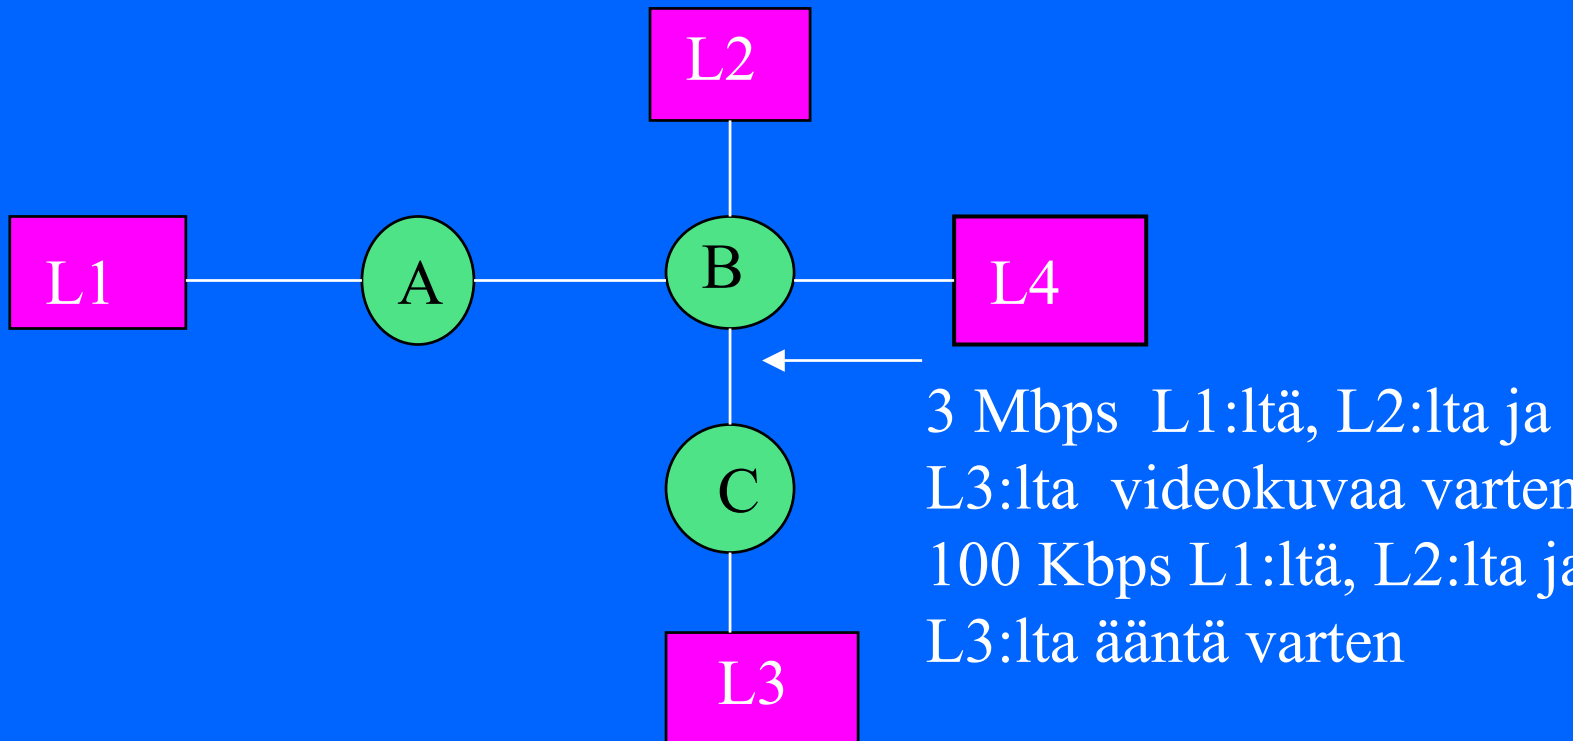 L2
L1
A
B
L4
3 Mbps L1:ltä, L2:lta ja
L3:lta videokuvaa varten
C
100 Kbps L1:ltä, L2:lta ja
L3:lta ääntä varten
L3